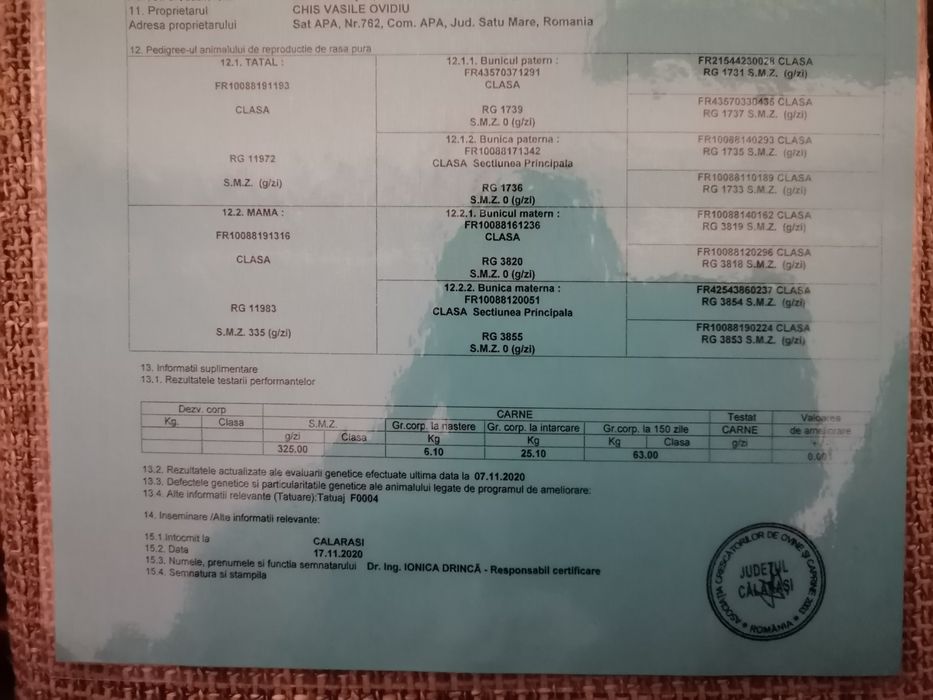 11. Proprietarul CHIS VASILE OVIDIU
Adresa proprietarului Sat APA, Nr.762, Com. APA, Jud. Satu Mare, Romania
12. Pedigree-ul animalului de reproductie de rasa pura
12.1. TATAL :
FR10088191193
CLASA
RG 11972
S.M.Z. (g/zi)
12.1.1. Bunicul patern :
FR43570371291
CLASA
RG 1739
S.M.Z. 0 (g/zi)
FR21544230028 CLASA
RG 1731 S.M.Z. (g/zi)
FR43570330435 CLASA
RG 1737 S.M.Z. (g/zi)
12.1.2. Bunica paterna :
FR10088171342
CLASA Sectiunea Principala
RG 1736
S.M.Z. 0 (g/zi)
FR10088140293 CLASA
RG 1735 S.M.Z. (g/zi)
FR10088110189 CLASA
RG 1733 S.M.Z. (g/zi)
12.2. MAMA :
FR10088191316
CLASA
RG 11983
S.M.Z. 335 (g/zi)
12.2.1. Bunicul matern :
FR10088161236
CLASA
RG 3820
S.M.Z. 0 (g/zi)
FR10088140162 CLASA
RG 3819 S.M.Z. (g/zi)
FR10088120296 CLASA
RG 3818 S.M.Z. (g/zi)
12.2.2. Bunica materna :
FR10088120051
CLASA Sectiunea Principala
RG 3855
S.M.Z. 0 (g/zi)
FR42543860237 CLASA
RG 3854 S.M.Z. (g/zi)
FR10088190224 CLASA
RG 3853 S.M.Z. (g/zi)
13. Informatii suplimentare
13.1. Rezultatele testarii performantelor
Dezv. corp CARNE Testat Valoarea
Kg. Clasa S.M.Z. Gr.corp. la nastere Gr. corp. la intarcare Gr.corp la 150 zile CARNE de ameliorare
g/zi Clasa Kg Kg Kg Clasa g/zi
325.00 6.10 25.10 63.00 0.00
13.2. Rezultatele actualizate ale evaluarii genetice efectuate ultima data la 07.11.2020
13.3. Defectele genetice si particularitatile genetice ale animalului legate de programul de ameliorare:
13.4. Alte informatii relevante (Tatuare):Tatuaj F0004
14. Inseminare /Alte informatii relevante:
15.1.Intocmit la CALARASI
15.2. Data 17.11.2020
15.3. Numele, prenumele si functia semnatarului Dr. Ing. IONICA DRINCĂ - Responsabil certificare
15.4. Semnatura si stampila
ASOCIAȚIA CRESCĂTORILOR DE OVINE ȘI CAPRINE 2003
JUDEȚUL
CĂLĂRAȘI
ROMÂNIA